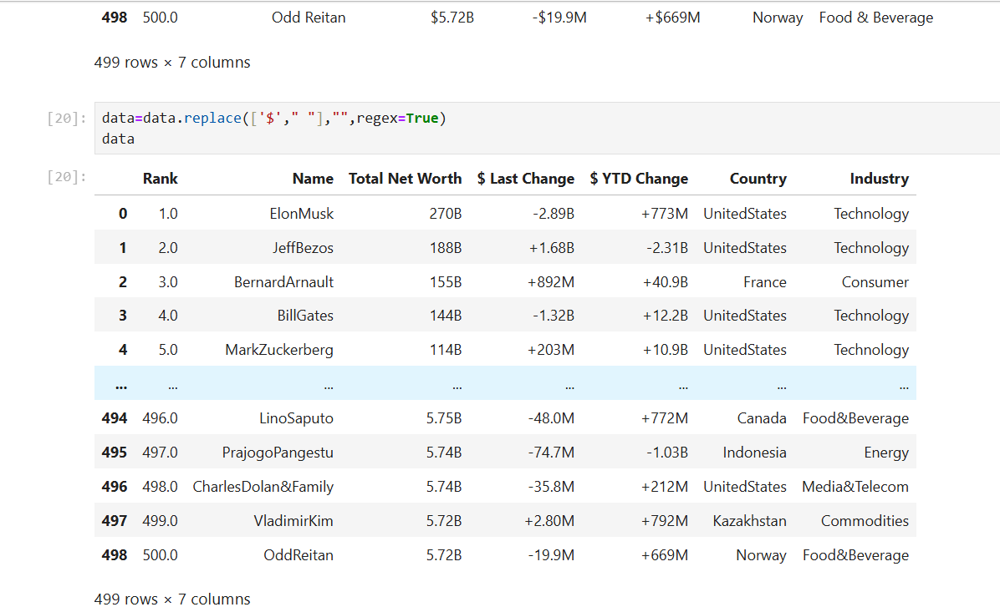 498 500.0 Odd Reitan $5.72B -$19.9M +$669M Norway Food & Beverage
499 rows × 7 columns
[20]: data=data.replace(['$'," "],"",regex=True)
data
[20]: Rank Name Total Net Worth $ Last Change $ YTD Change Country Industry
0 1.0 ElonMusk 270B -2.89B +773M UnitedStates Technology
1 2.0 JeffBezos 188B +1.68B -2.31B UnitedStates Technology
2 3.0 BernardArnault 155B +892M +40.9B France Consumer
3 4.0 BillGates 144B -1.32B +12.2B UnitedStates Technology
4 5.0 MarkZuckerberg 114B +203M +10.9B UnitedStates Technology
... ... ... ... ... ... ... ...
494 496.0 LinoSaputo 5.75B -48.0M +772M Canada Food&Beverage
495 497.0 PrajogoPangestu 5.74B -74.7M -1.03B Indonesia Energy
496 498.0 CharlesDolan&Family 5.74B -35.8M +212M UnitedStates Media&Telecom
497 499.0 VladimirKim 5.72B +2.80M +792M Kazakhstan Commodities
498 500.0 OddReitan 5.72B -19.9M +669M Norway Food&Beverage
499 rows × 7 columns